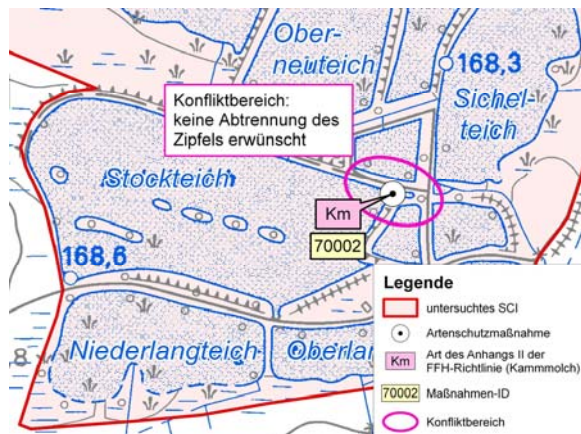 Ober-
neuteich
168,3
Sichel-
teich
Konfliktbereich:
keine Abtrennung des
Zipfels erwünscht
Stockteich
Km
70002
168,6
Niederlangteich
Oberla
8
Legende
untersuchtes SCI
Artenschutzmaßnahme
Km
Art des Anhangs II der
FFH-Richtlinie (Kammmolch)
70002
Maßnahmen-ID
Konfliktbereich